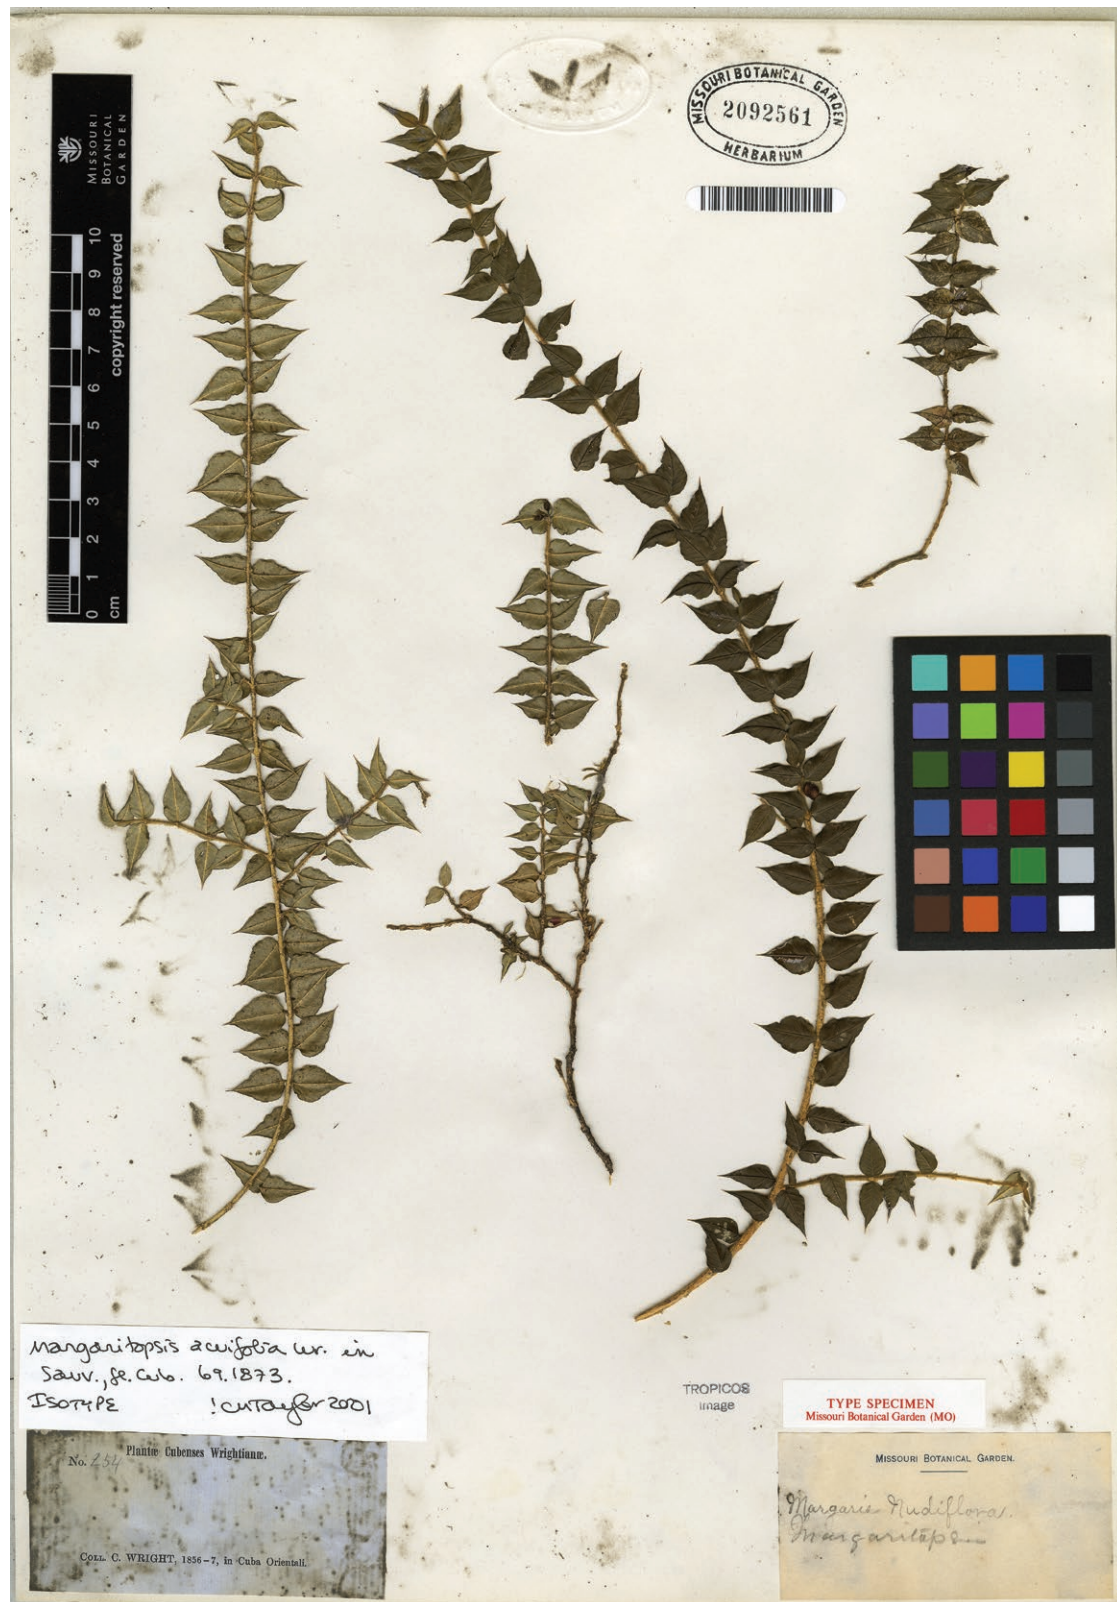 MISSOURI BOTANICAL GARDEN
2092561
HERBARIUM
MISSOURI
BOTANICAL
GARDEN
copyright reserved
10
9
8
7
6
5
4
3
2
1
0
cm
Margaritopsis acuifolia Wr. in
Sauv., Fl. Cub. 69. 1873.
ISOTYPE ! CMTaylor 2001
Plantæ Cubenses Wrightianæ.
No. 254
COLL. C. WRIGHT, 1856-7, in Cuba Orientali.
TROPICOS
image
TYPE SPECIMEN
Missouri Botanical Garden (MO)
MISSOURI BOTANICAL GARDEN.
Margaris Nudiflora.